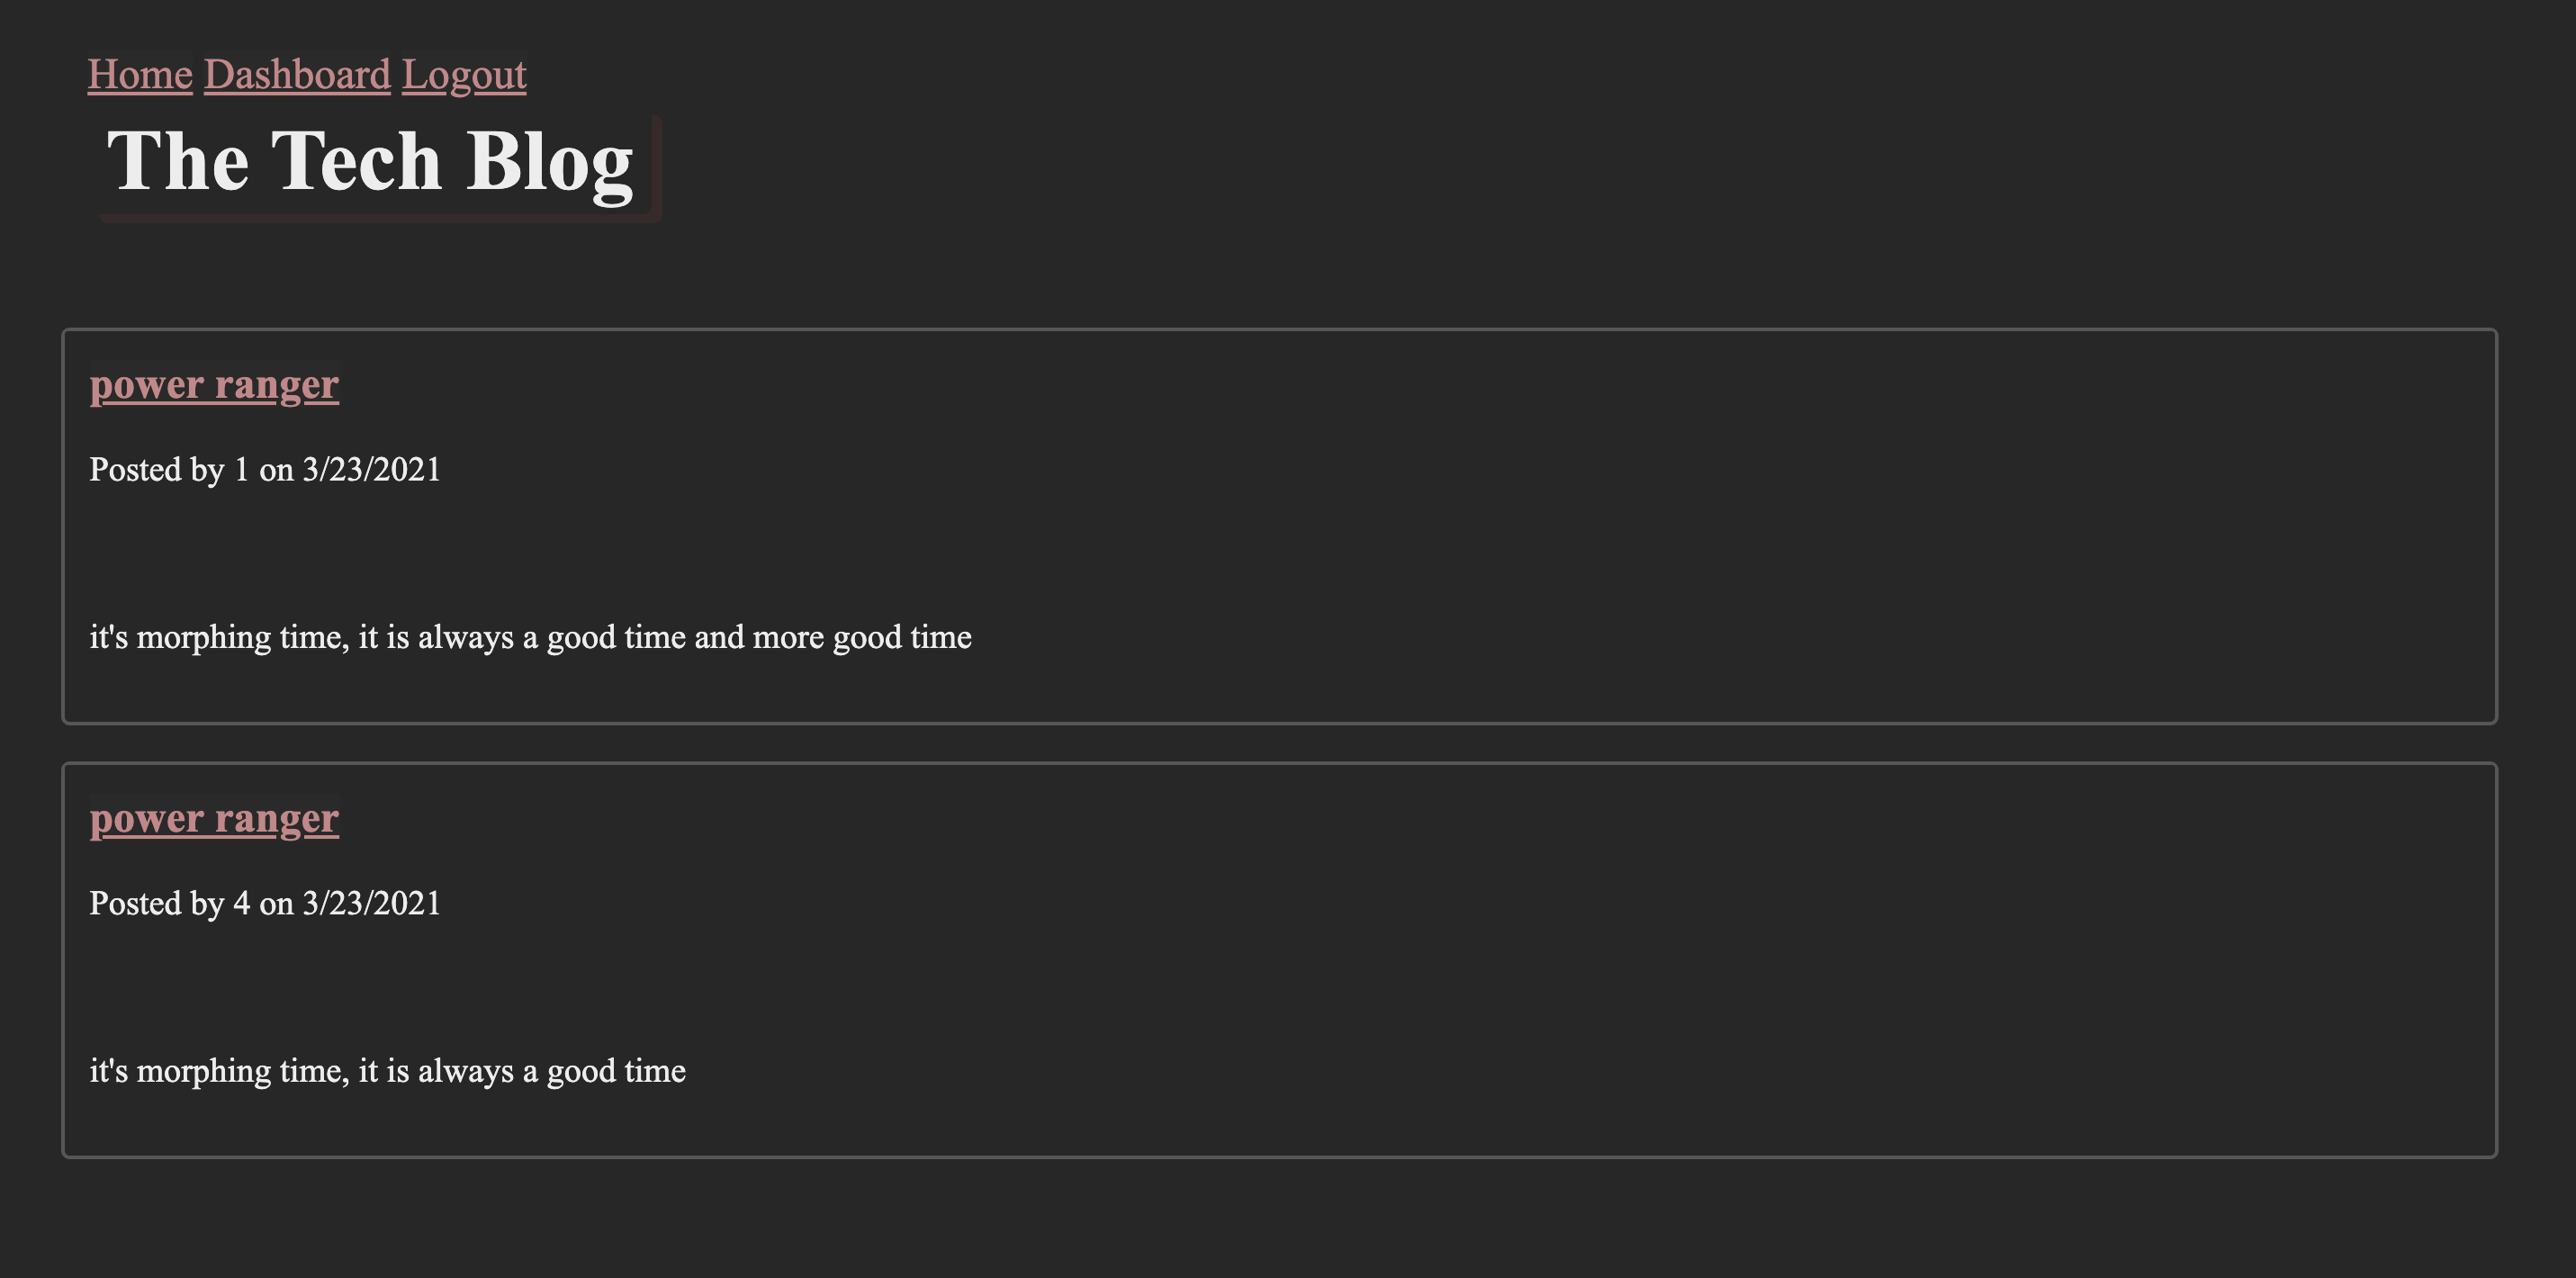 Home Dashboard Logout
The Tech Blog
power ranger
Posted by 1 on 3/23/2021
it's morphing time, it is always a good time and more good time
power ranger
Posted by 4 on 3/23/2021
it's morphing time, it is always a good time